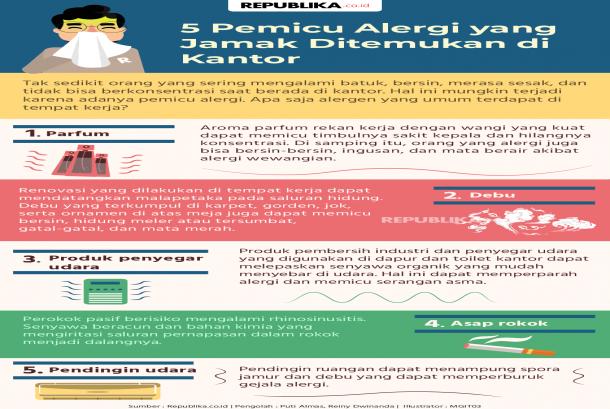 REPUBLIKA.co.id
5 Pemicu Alergi yang
Jamak Ditemukan di
Kantor
R
Tak sedikit orang yang sering mengalami batuk, bersin, merasa sesak, dan
tidak bisa berkonsentrasi saat berada di kantor. Hal ini mungkin terjadi
karena adanya pemicu alergi. Apa saja alergen yang umum terdapat di
tempat kerja?
1. Parfum
Aroma parfum rekan kerja dengan wangi yang kuat
dapat memicu timbulnya sakit kepala dan hilangnya
konsentrasi. Di samping itu, orang yang alergi juga
bisa bersin-bersin, ingusan, dan mata berair akibat
alergi wewangian.
2. Debu
Renovasi yang dilakukan di tempat kerja dapat
mendatangkan malapetaka pada saluran hidung.
Debu yang terkumpul di karpet, gorden, jok,
serta ornamen di atas meja juga dapat memicu
bersin, hidung meler atau tersumbat,
gatal-gatal, dan mata merah.
REPUBLIK
3. Produk penyegar
udara
Produk pembersih industri dan penyegar udara
yang digunakan di dapur dan toilet kantor dapat
melepaskan senyawa organik yang mudah
menyebar di udara. Hal ini dapat memperparah
alergi dan memicu serangan asma.
4. Asap rokok
Perokok pasif berisiko mengalami rhinosinusitis.
Senyawa beracun dan bahan kimia yang
mengiritasi saluran pernapasan dalam rokok
menjadi dalangnya.
5. Pendingin udara
Pendingin ruangan dapat menampung spora
jamur dan debu yang dapat memperburuk
gejala alergi.
Sumber : Republika.co.id | Pengolah : Puti Almas, Reiny Dwinanda | Illustrator : MGIT03